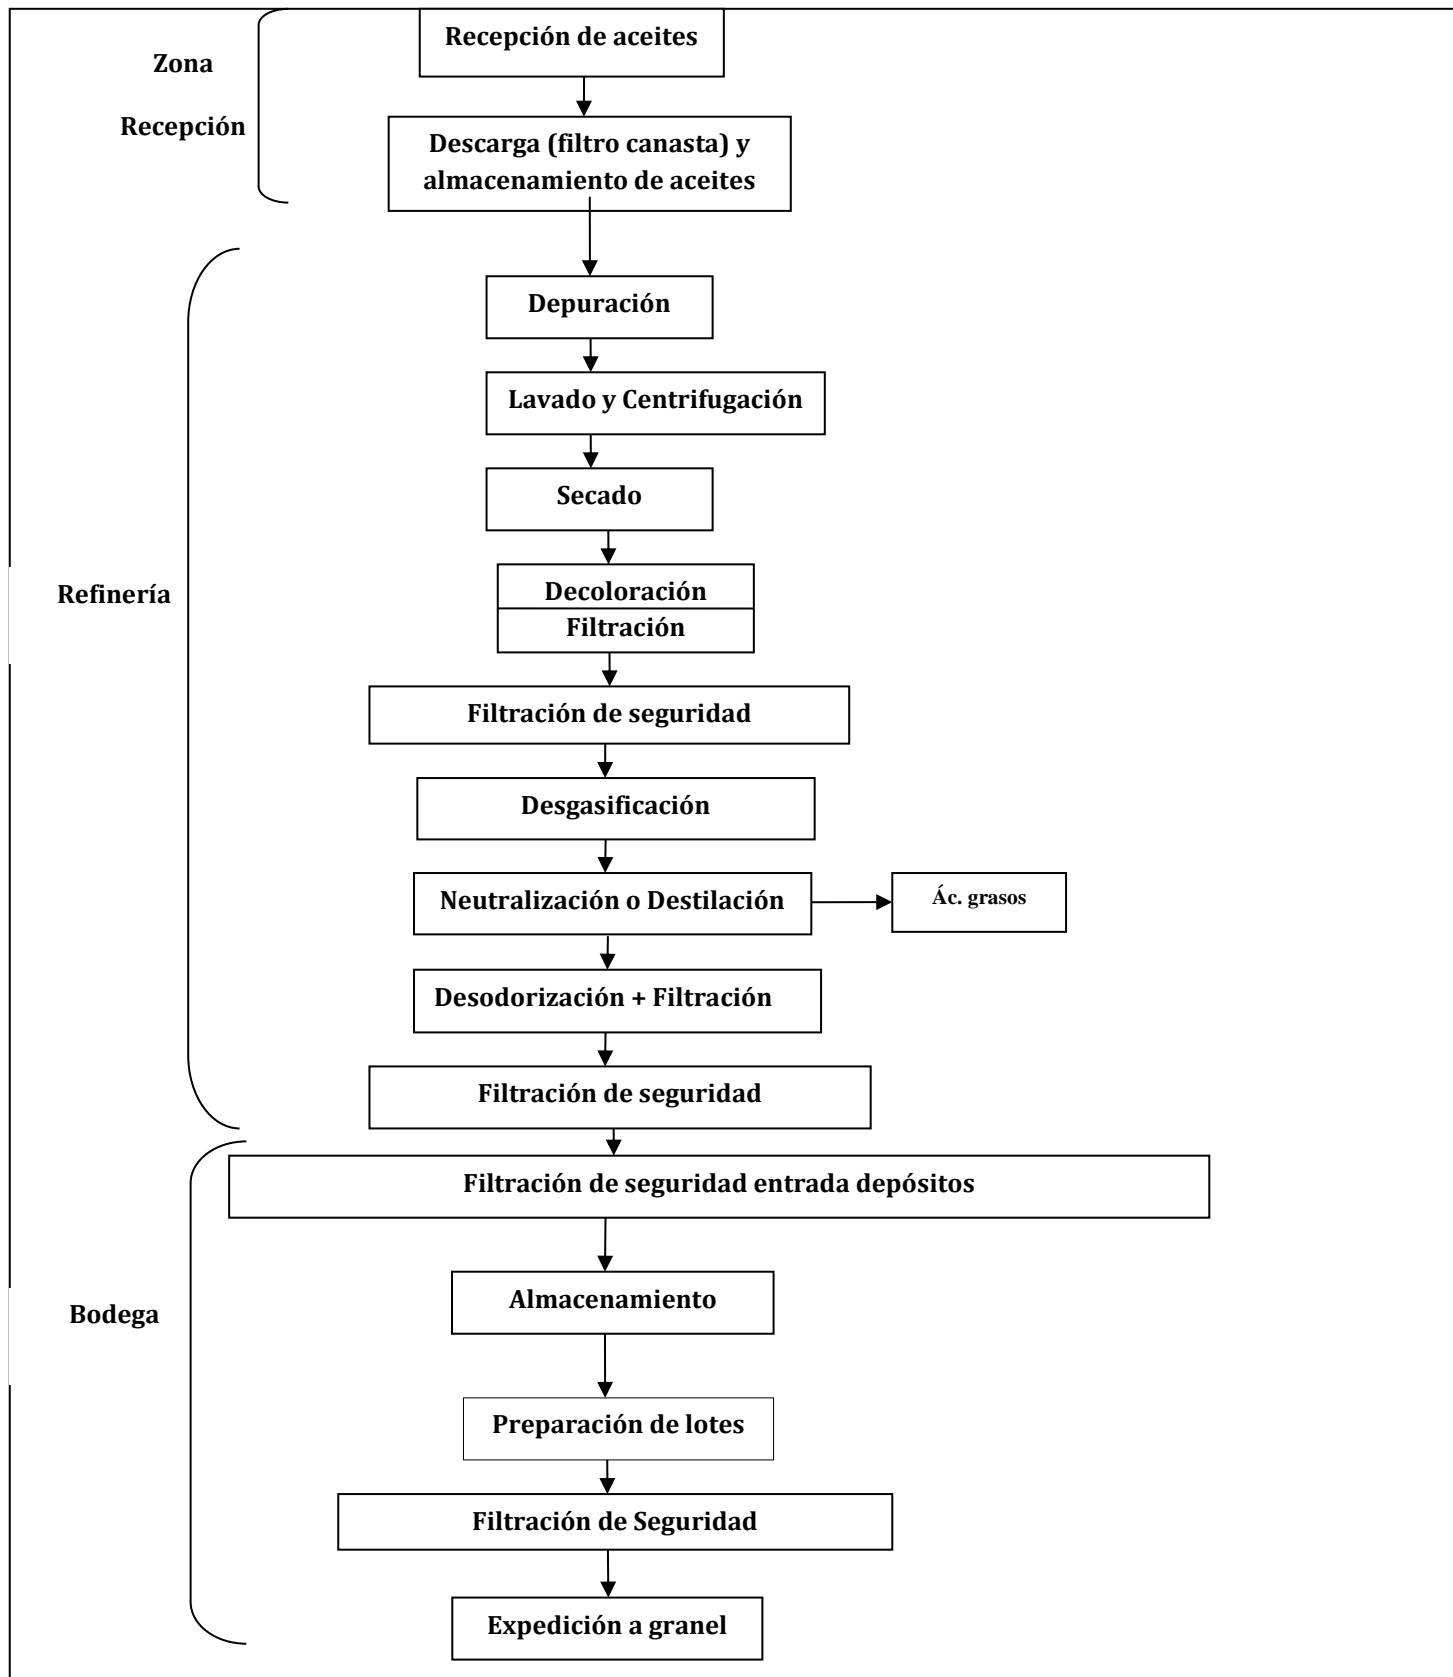 Zona
Recepción
Recepción de aceites
Descarga (filtro canasta) y
almacenamiento de aceites
Refinería
Depuración
Lavado y Centrifugación
Secado
Decoloración
Filtración
Filtración de seguridad
Desgasificación
Neutralización o Destilación
Ác. grasos
Desodorización + Filtración
Filtración de seguridad
Bodega
Filtración de seguridad entrada depósitos
Almacenamiento
Preparación de lotes
Filtración de Seguridad
Expedición a granel